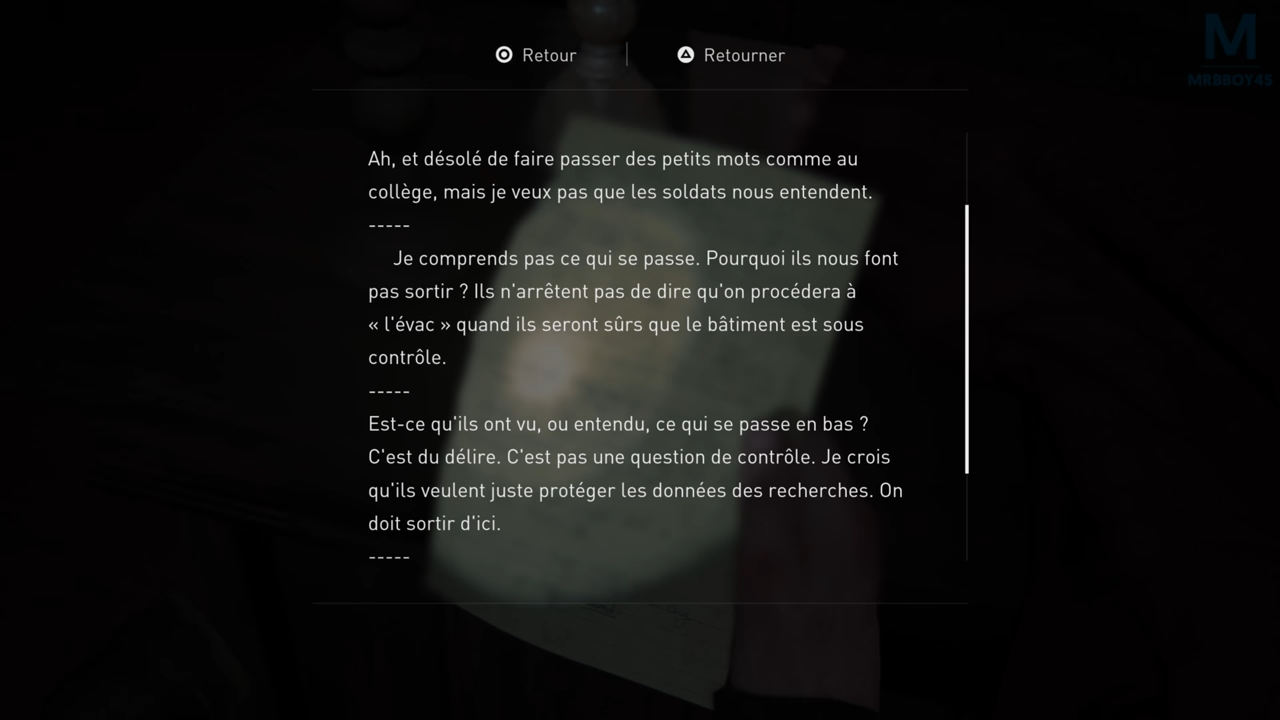 Retour
Retourner
M
MRBBOY45
Ah, et désolé de faire passer des petits mots comme au
collège, mais je veux pas que les soldats nous entendent.
-----
Je comprends pas ce qui se passe. Pourquoi ils nous font
pas sortir ? Ils n'arrêtent pas de dire qu'on procédera à
« l'évac » quand ils seront sûrs que le bâtiment est sous
contrôle.
-----
Est-ce qu'ils ont vu, ou entendu, ce qui se passe en bas ?
C'est du délire. C'est pas une question de contrôle. Je crois
qu'ils veulent juste protéger les données des recherches. On
doit sortir d'ici.
-----